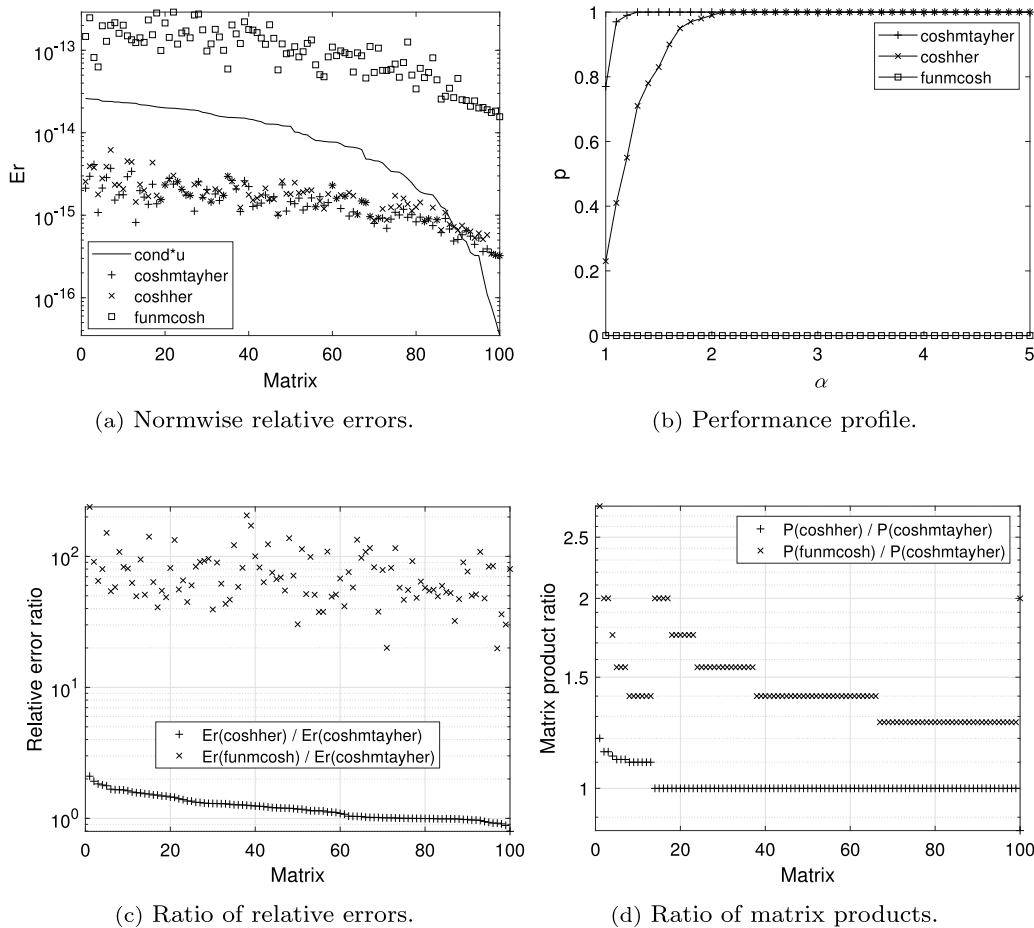 10^-13
10^-14
10^-15
10^-16
Er
cond*u
coshmtayher
coshher
funmcosh
0 20 40 60 80 100
Matrix
(a) Normwise relative errors.
1
0.8
0.6
0.4
0.2
0
p
coshmtayher
coshher
funmcosh
1 2 3 4 5
α
(b) Performance profile.
10^2
10^1
10^0
Relative error ratio
Er(coshher) / Er(coshmtayher)
Er(funmcosh) / Er(coshmtayher)
0 20 40 60 80 100
Matrix
(c) Ratio of relative errors.
2.5
2
1.5
1
Matrix product ratio
P(coshher) / P(coshmtayher)
P(funmcosh) / P(coshmtayher)
0 20 40 60 80 100
Matrix
(d) Ratio of matrix products.